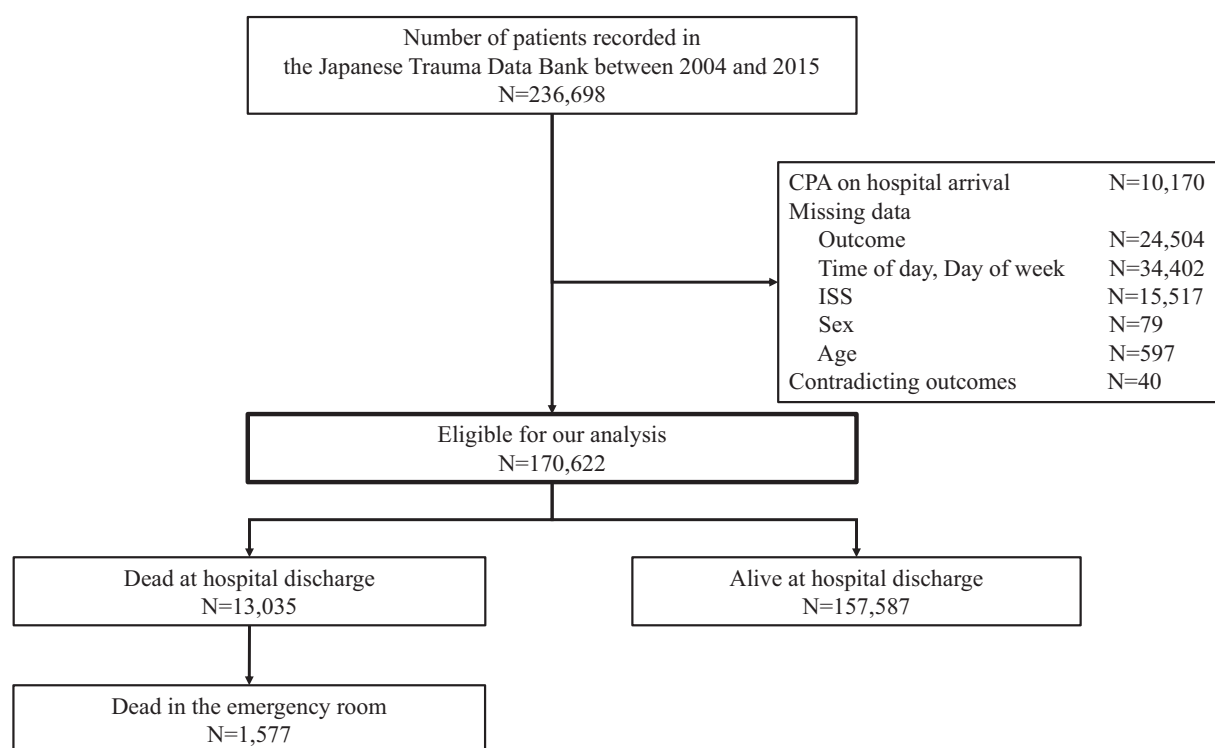 Number of patients recorded in
the Japanese Trauma Data Bank between 2004 and 2015
N=236,698
CPA on hospital arrival N=10,170
Missing data
Outcome N=24,504
Time of day, Day of week N=34,402
ISS N=15,517
Sex N=79
Age N=597
Contradicting outcomes N=40
Eligible for our analysis
N=170,622
Dead at hospital discharge
N=13,035
Alive at hospital discharge
N=157,587
Dead in the emergency room
N=1,577